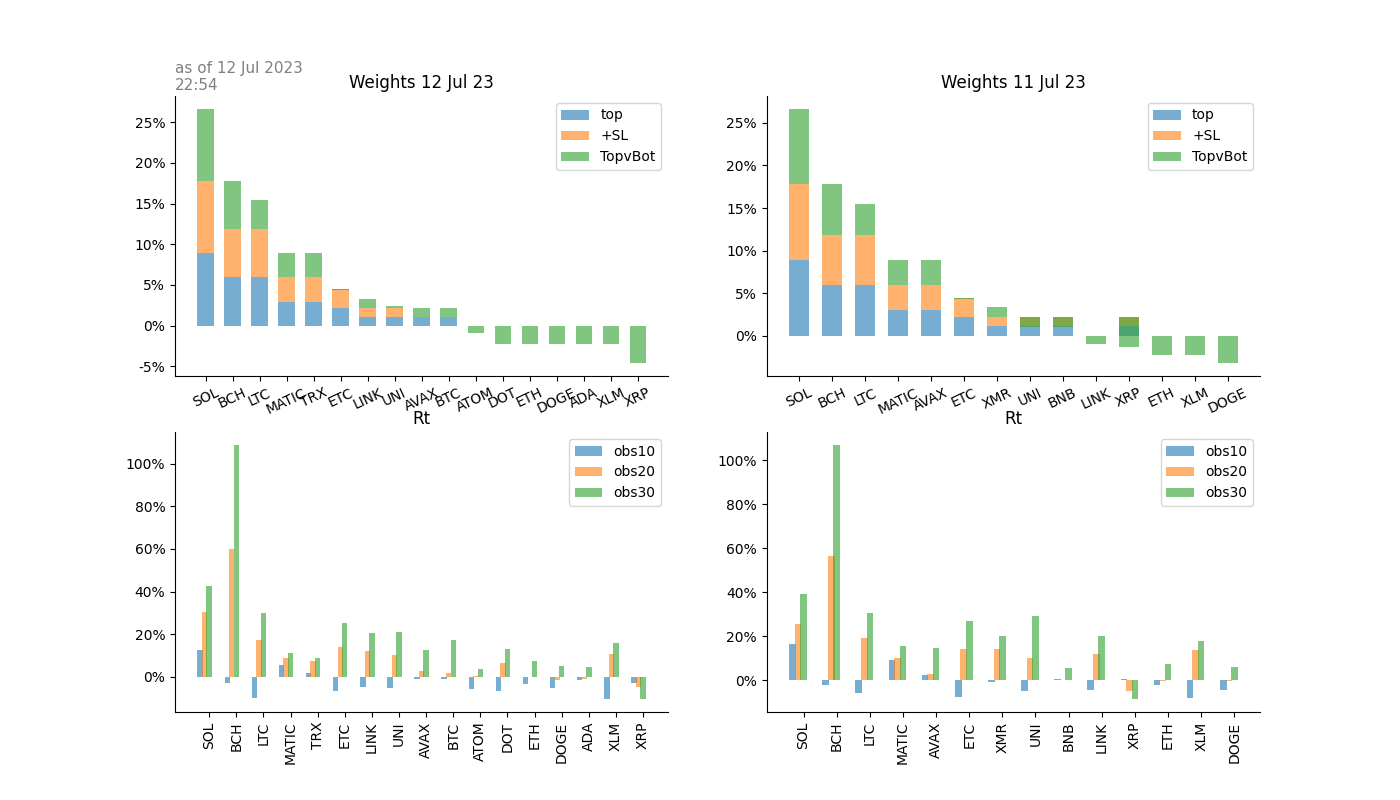 as of 12 Jul 2023
22:54
Weights 12 Jul 23
25%
20%
15%
10%
5%
0%
-5%
top
+SL
TopvBot
SOL BCH LTC MATIC TRX ETC LINK UNI AVAX BTC ATOM DOT ETH DOGE ADA XLM XRP
Weights 11 Jul 23
25%
20%
15%
10%
5%
0%
top
+SL
TopvBot
SOL BCH LTC MATIC AVAX ETC XMR UNI BNB LINK XRP ETH XLM DOGE
Rt
100%
80%
60%
40%
20%
0%
obs10
obs20
obs30
SOL BCH LTC MATIC TRX ETC LINK UNI AVAX BTC ATOM DOT ETH DOGE ADA XLM XRP
Rt
100%
80%
60%
40%
20%
0%
obs10
obs20
obs30
SOL BCH LTC MATIC AVAX ETC XMR UNI BNB LINK XRP ETH XLM DOGE